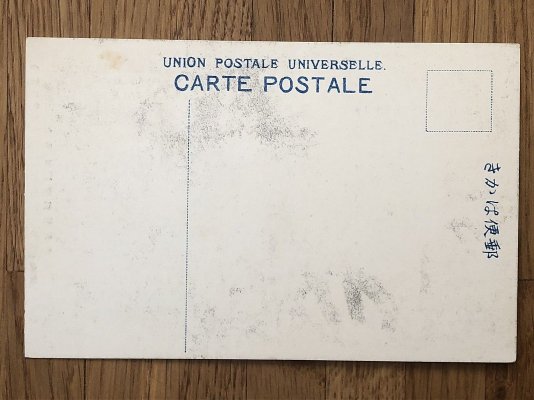 UNION POSTALE UNIVERSELLE.
CARTE POSTALE
郵便はかき